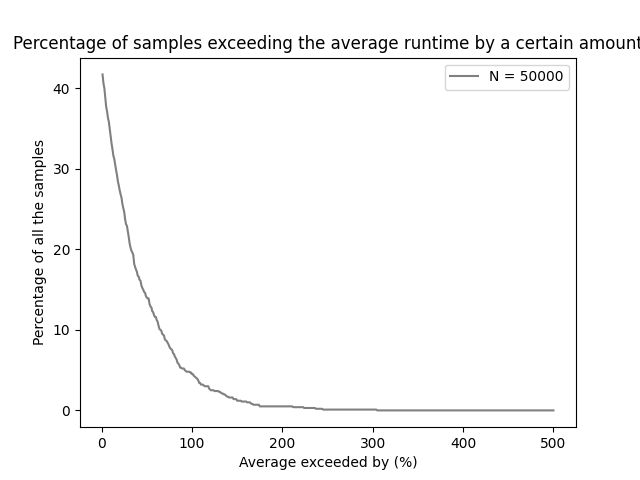 Percentage of samples exceeding the average runtime by a certain amount
N = 50000
40
30
20
10
0
Percentage of all the samples
0 100 200 300 400 500
Average exceeded by (%)